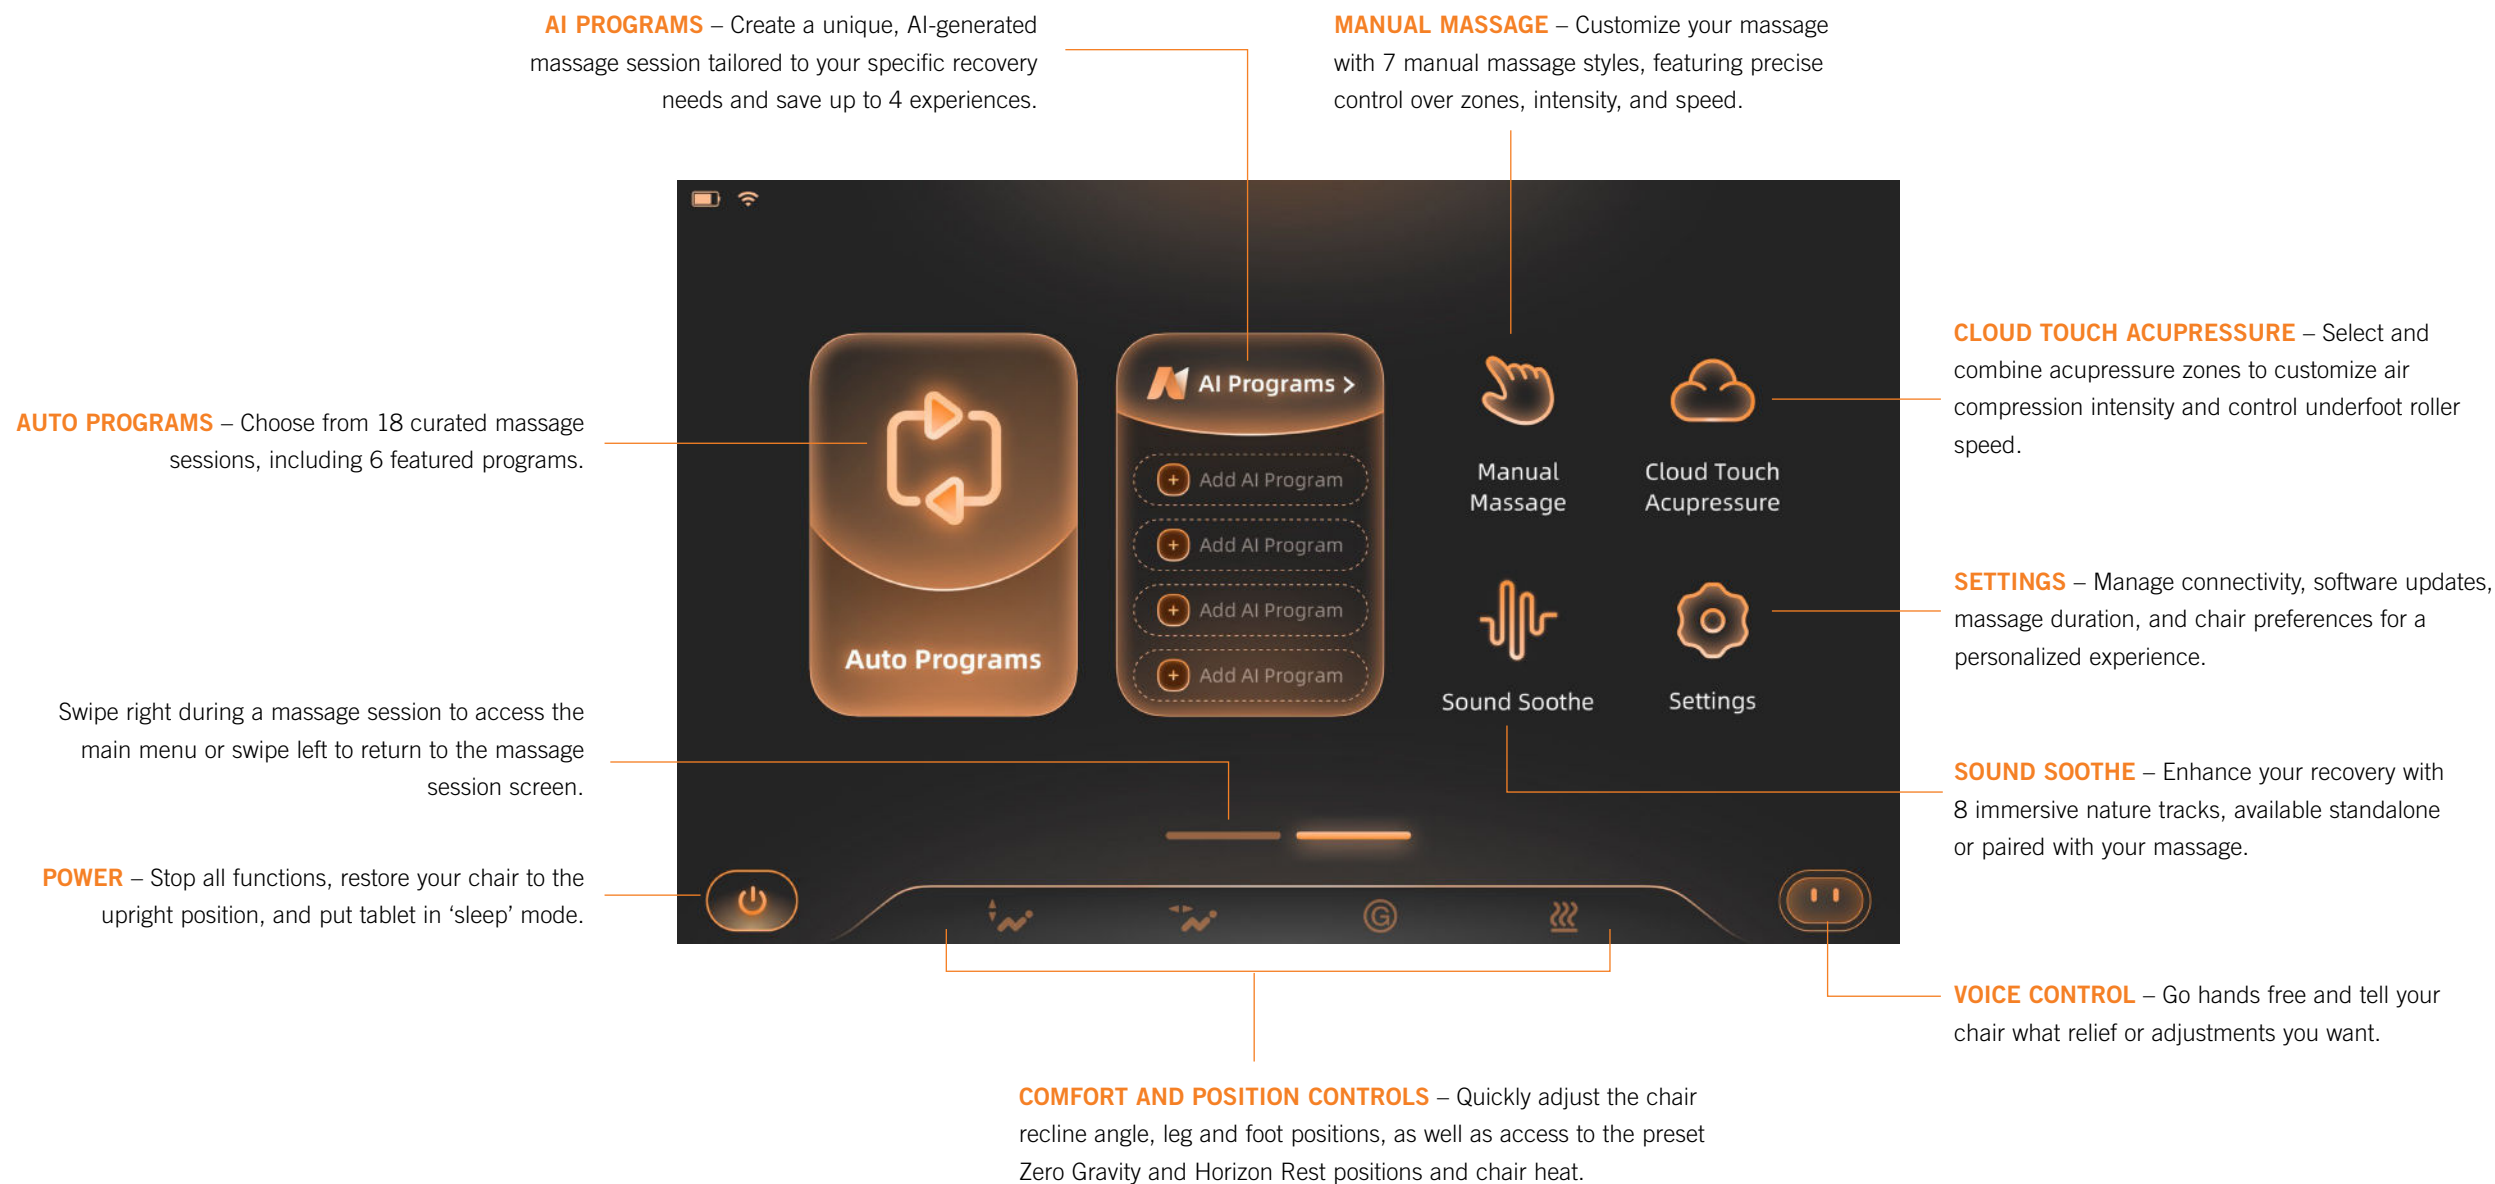 AI PROGRAMS – Create a unique, AI-generated
massage session tailored to your specific recovery
needs and save up to 4 experiences.
MANUAL MASSAGE – Customize your massage
with 7 manual massage styles, featuring precise
control over zones, intensity, and speed.
AUTO PROGRAMS – Choose from 18 curated massage
sessions, including 6 featured programs.
Swipe right during a massage session to access the
main menu or swipe left to return to the massage
session screen.
POWER – Stop all functions, restore your chair to the
upright position, and put tablet in ‘sleep’ mode.
Auto Programs
AI Programs >
Add AI Program
Add AI Program
Add AI Program
Add AI Program
Manual
Massage
Cloud Touch
Acupressure
Sound Soothe
Settings
G
CLOUD TOUCH ACUPRESSURE – Select and
combine acupressure zones to customize air
compression intensity and control underfoot roller
speed.
SETTINGS – Manage connectivity, software updates,
massage duration, and chair preferences for a
personalized experience.
SOUND SOOTHE – Enhance your recovery with
8 immersive nature tracks, available standalone
or paired with your massage.
VOICE CONTROL – Go hands free and tell your
chair what relief or adjustments you want.
COMFORT AND POSITION CONTROLS – Quickly adjust the chair
recline angle, leg and foot positions, as well as access to the preset
Zero Gravity and Horizon Rest positions and chair heat.